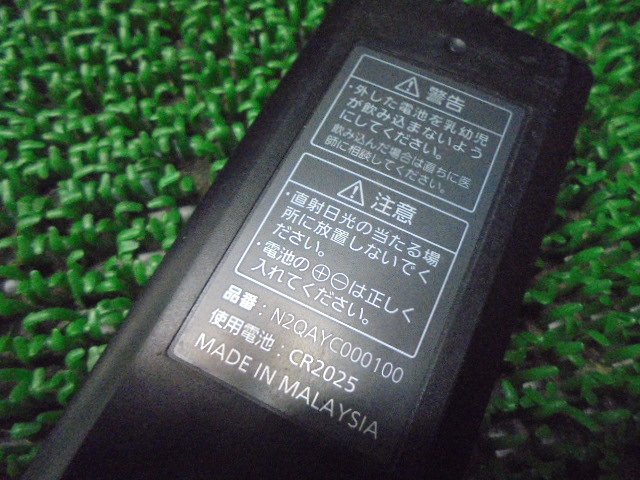 ⚠ 警告
・外した電池を乳幼児
が飲み込まないよう
にしてください。
飲み込んだ場合は直ちに医
師に相談してください。
⚠ 注意
・直射日光の当たる場
所に放置しないでく
ださい。
・電池の⊕⊖は正しく
入れてください。
品番：N2QAYC000100
使用電池：CR2025
MADE IN MALAYSIA